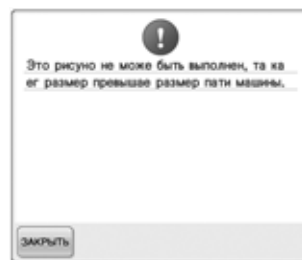 Это рисуно не може быть выполнен, та ка
ег размер превышае размер пати машины.
ЗАКРЫТЬ